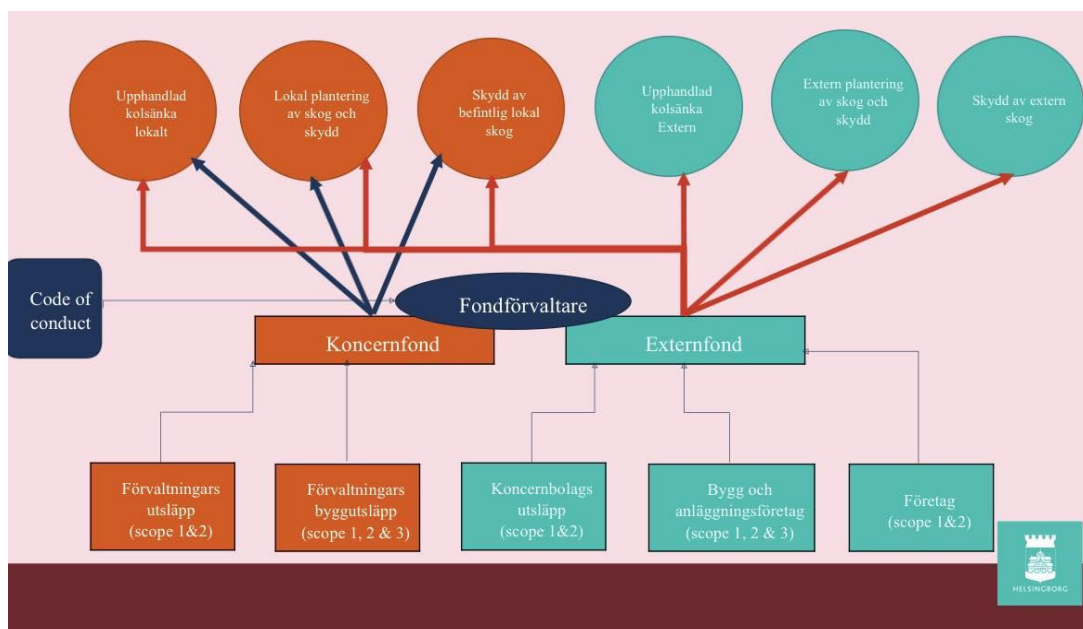 Upphandlad
kolsänka
lokalt
Lokal plantering
av skog och
skydd
Skydd av
befintlig lokal
skog
Upphandlad
kolsänka
Extern
Extern plantering
av skog och
skydd
Skydd av extern
skog
Code of
conduct
Fondförvaltare
Koncernfond
Externfond
Förvaltningars
utsläpp
(scope 1&2)
Förvaltningars
byggutsläpp
(scope 1, 2 & 3)
Koncernbolags
utsläpp
(scope 1&2)
Bygg och
anläggningsföretag
(scope 1, 2 & 3)
Företag
(scope 1&2)
HELSINGBORG